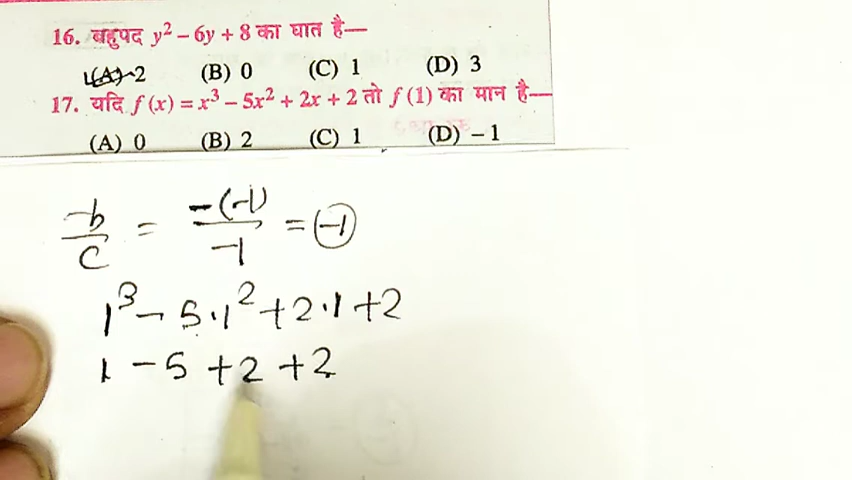 16. बहुपद y² – 6y + 8 का घात है—
(A) 2 (B) 0 (C) 1 (D) 3
17. यदि f (x) = x³ – 5x² + 2x + 2 तो f (1) का मान है—
(A) 0 (B) 2 (C) 1 (D) – 1
-b/c = -(-1)/-1 = -1
1³ - 5·1² + 2·1 + 2
1 - 5 + 2 + 2